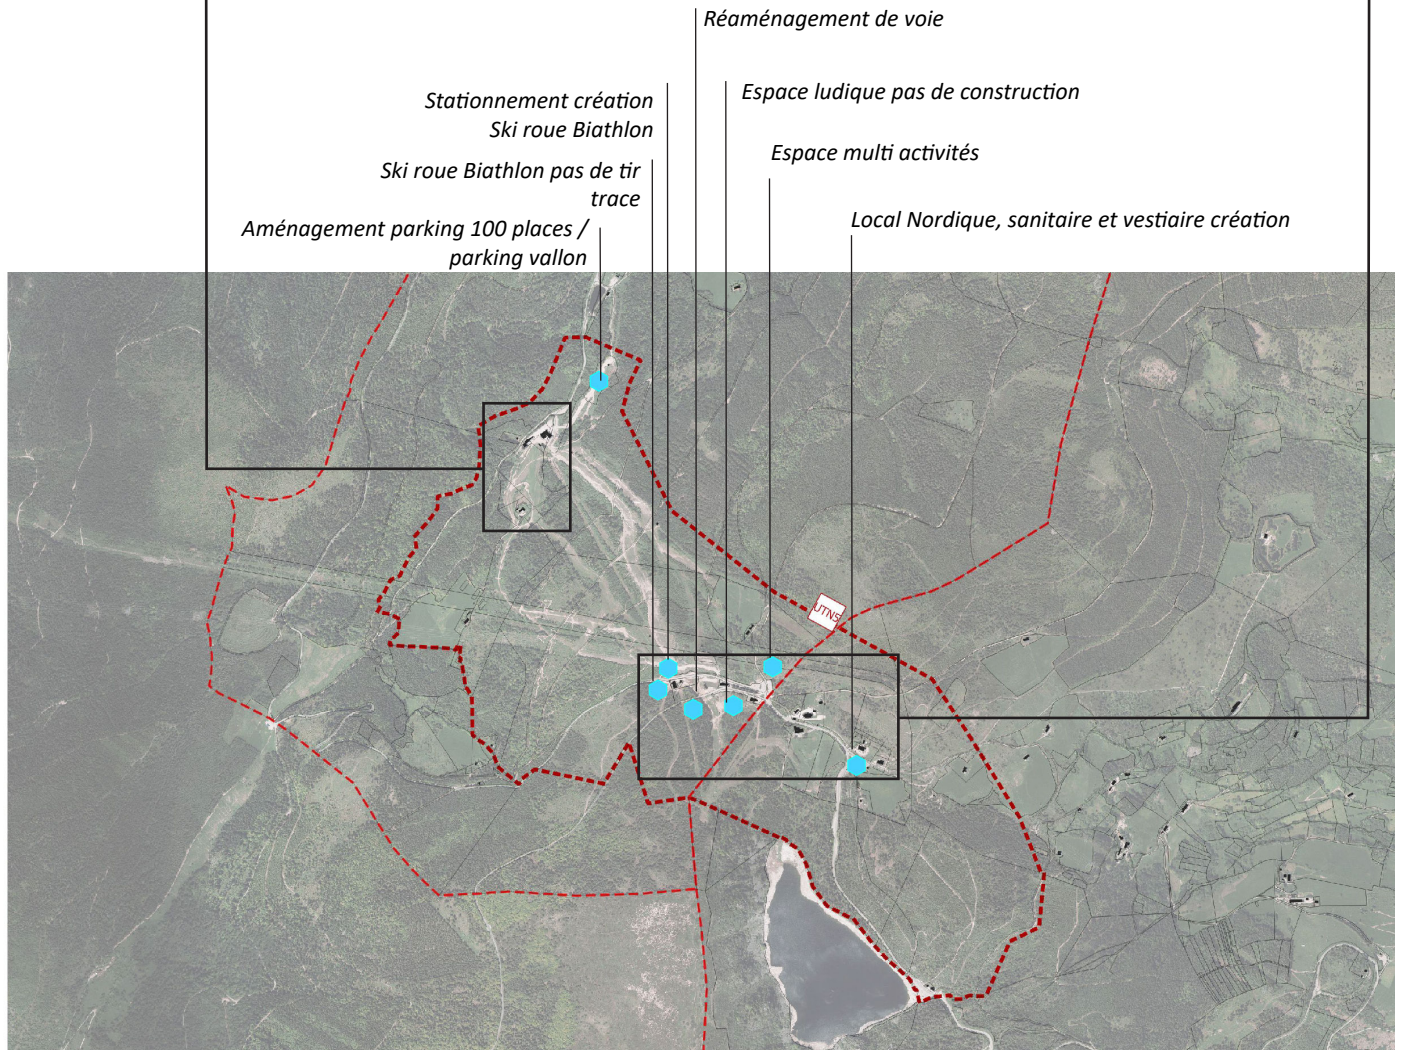 Réaménagement de voie
Stationnement création
Ski roue Biathlon
Espace ludique pas de construction
Ski roue Biathlon pas de tir
trace
Espace multi activités
Aménagement parking 100 places /
parking vallon
Local Nordique, sanitaire et vestiaire création
UTN5